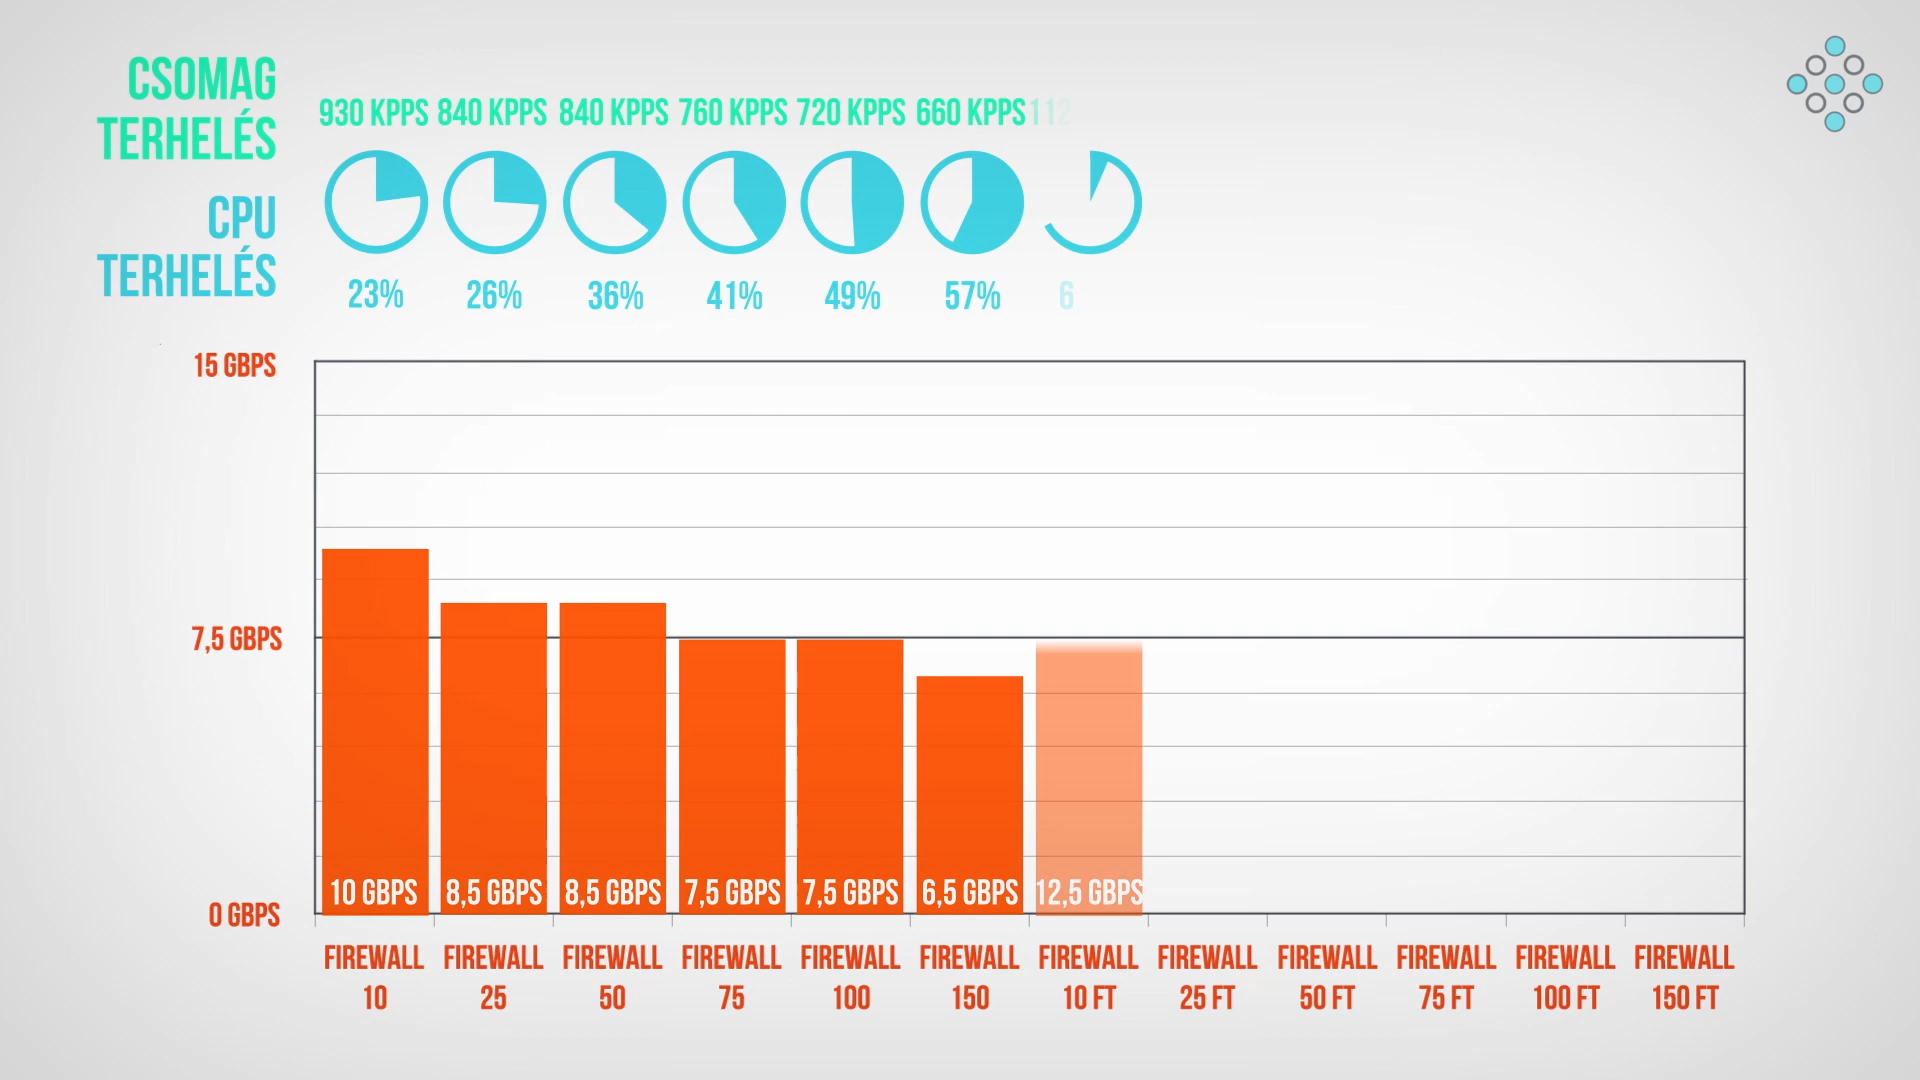 CSOMAG
TERHELÉS
930 KPPS 840 KPPS 840 KPPS 760 KPPS 720 KPPS 660 KPPS 112
CPU
TERHELÉS
23% 26% 36% 41% 49% 57% 6
15 GBPS
7,5 GBPS
0 GBPS
10 GBPS 8,5 GBPS 8,5 GBPS 7,5 GBPS 7,5 GBPS 6,5 GBPS 12,5 GBPS
FIREWALL FIREWALL FIREWALL FIREWALL FIREWALL FIREWALL FIREWALL FIREWALL FIREWALL FIREWALL FIREWALL FIREWALL
10 25 50 75 100 150 10 FT 25 FT 50 FT 75 FT 100 FT 150 FT